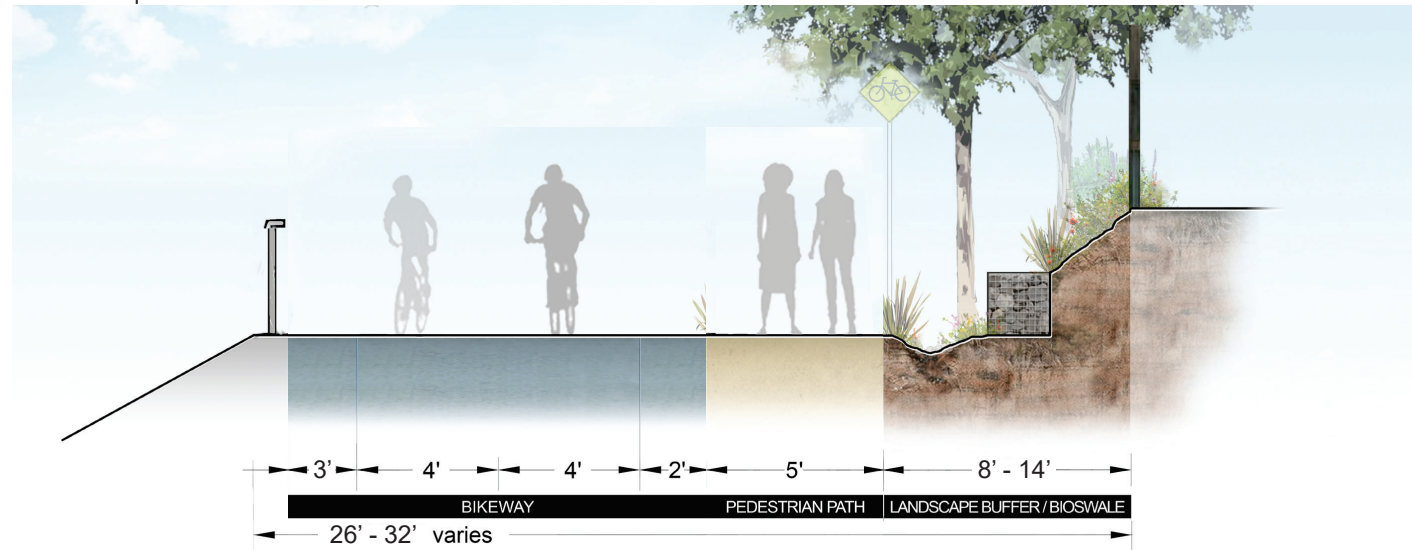 3’ 4' 4' 2' 5' 8’ - 14’
BIKEWAY PEDESTRIAN PATH LANDSCAPE BUFFER / BIOSWALE
26’ - 32’ varies